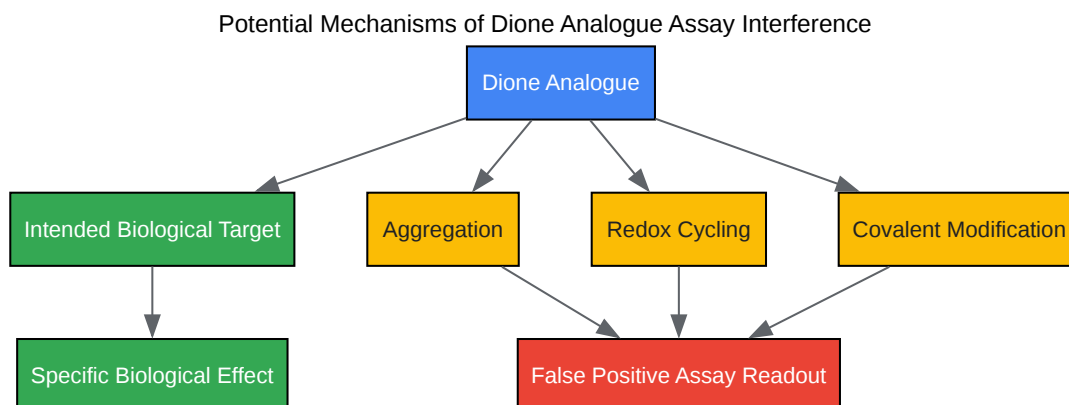 Potential Mechanisms of Dione Analogue Assay Interference
Dione Analogue
Intended Biological Target
Aggregation
Redox Cycling
Covalent Modification
Specific Biological Effect
False Positive Assay Readout